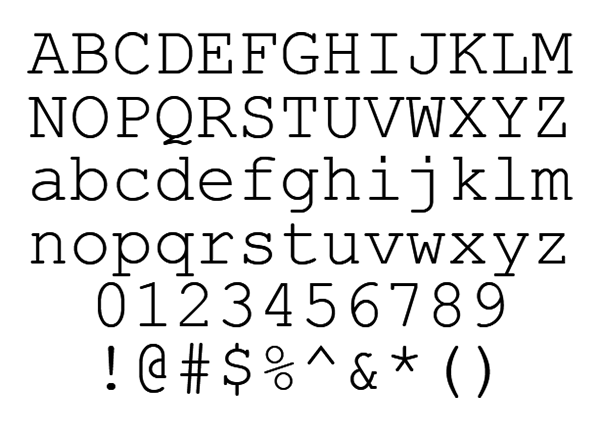 ABCDEFGHIJKLM
NOPQRSTUVWXYZ
abcdefghijklm
nopqrstuvwxyz
0123456789
!@#$%^&*()